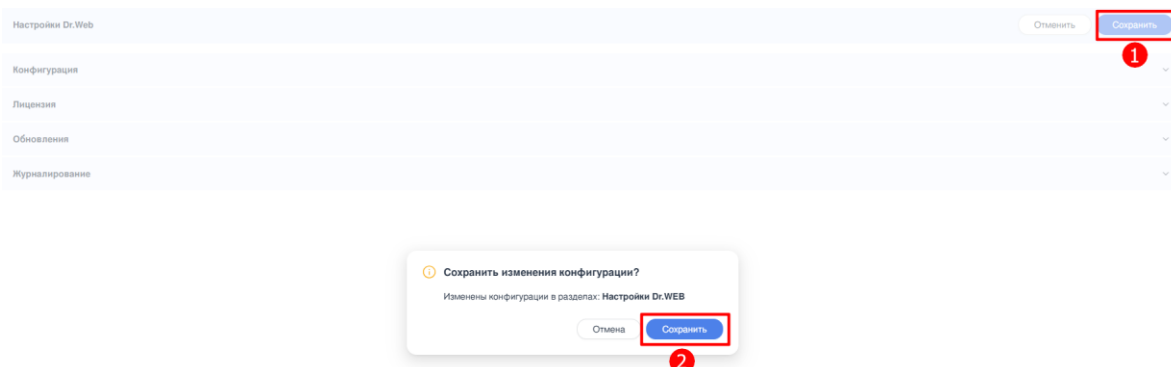 Настройки Dr.Web
Отменить
Сохранить
1
Конфигурация
Лицензия
Обновления
Журналирование
Сохранить изменения конфигурации?
Изменены конфигурации в разделах: Настройки Dr.WEB
Отмена
Сохранить
2